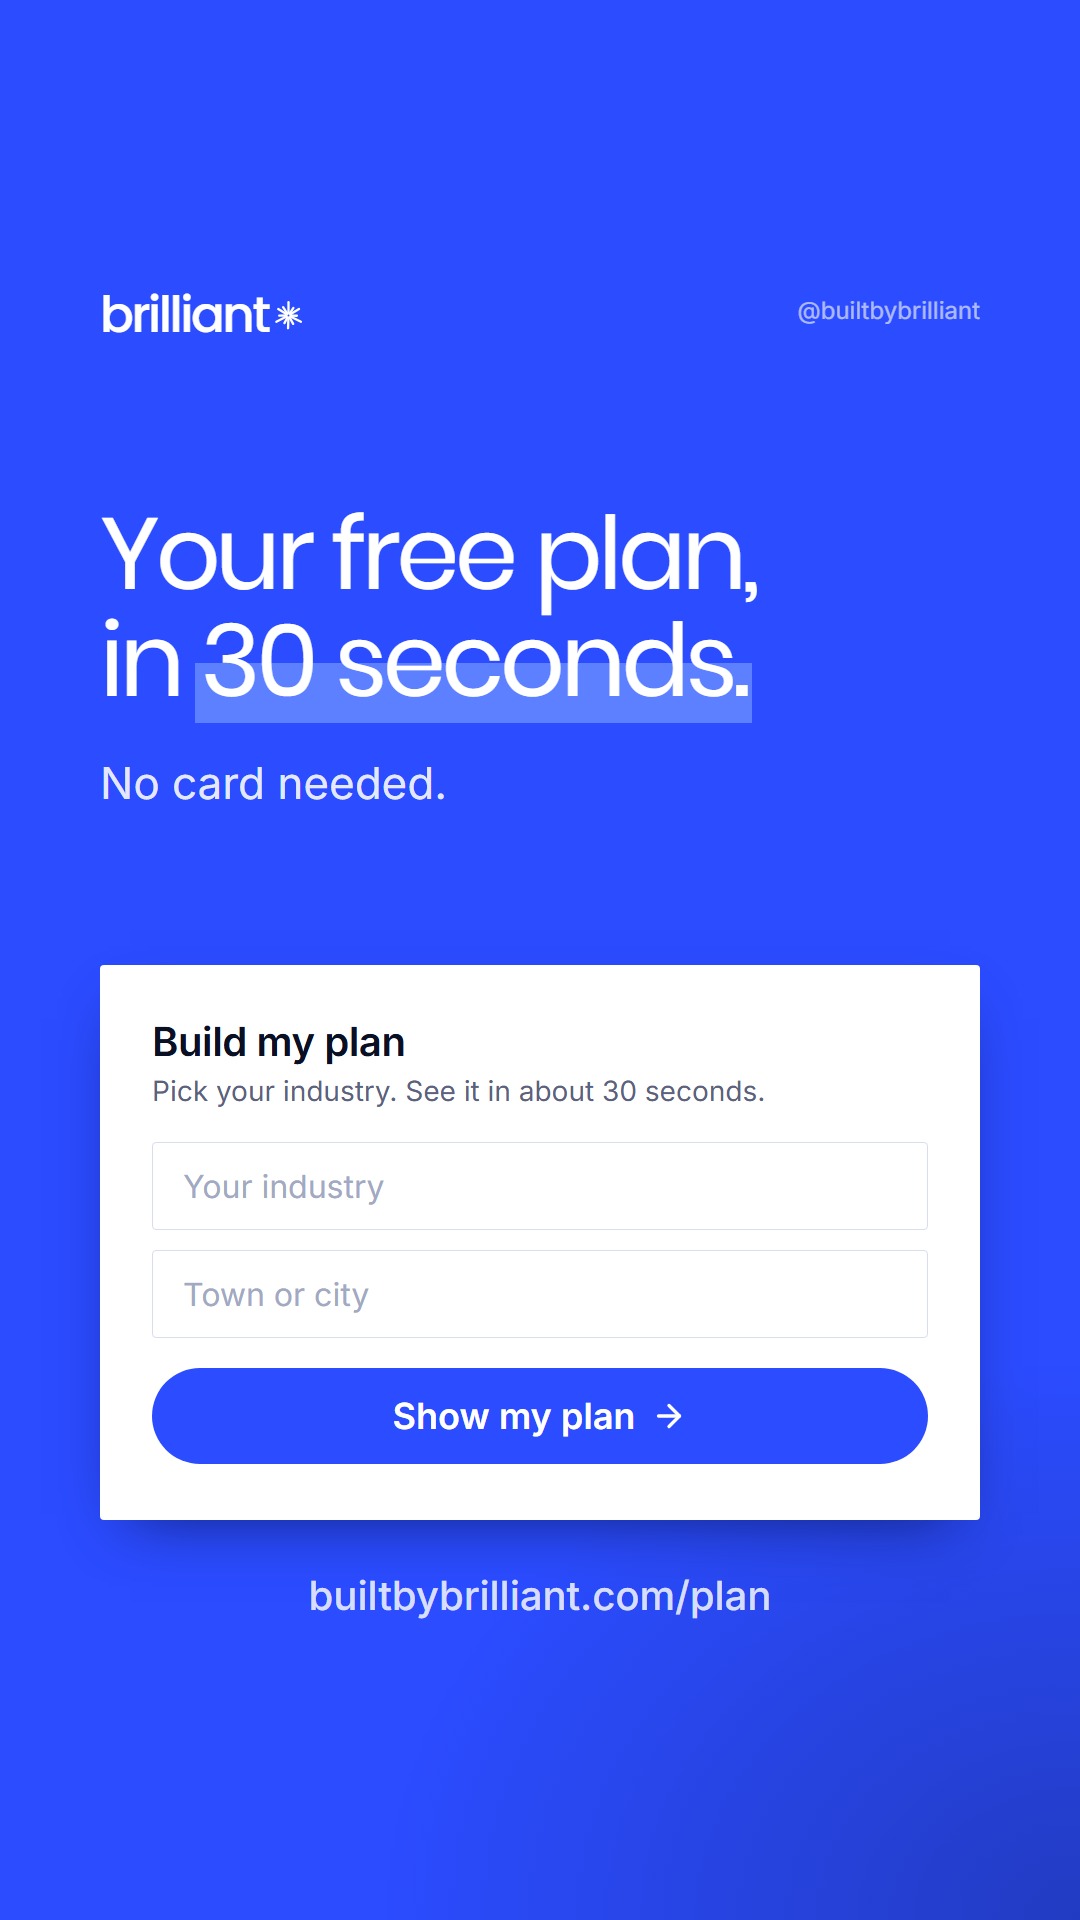 brilliant
@builtbybrilliant
Your free plan,
in 30 seconds.
No card needed.
Build my plan
Pick your industry. See it in about 30 seconds.
Your industry
Town or city
Show my plan →
builtbybrilliant.com/plan